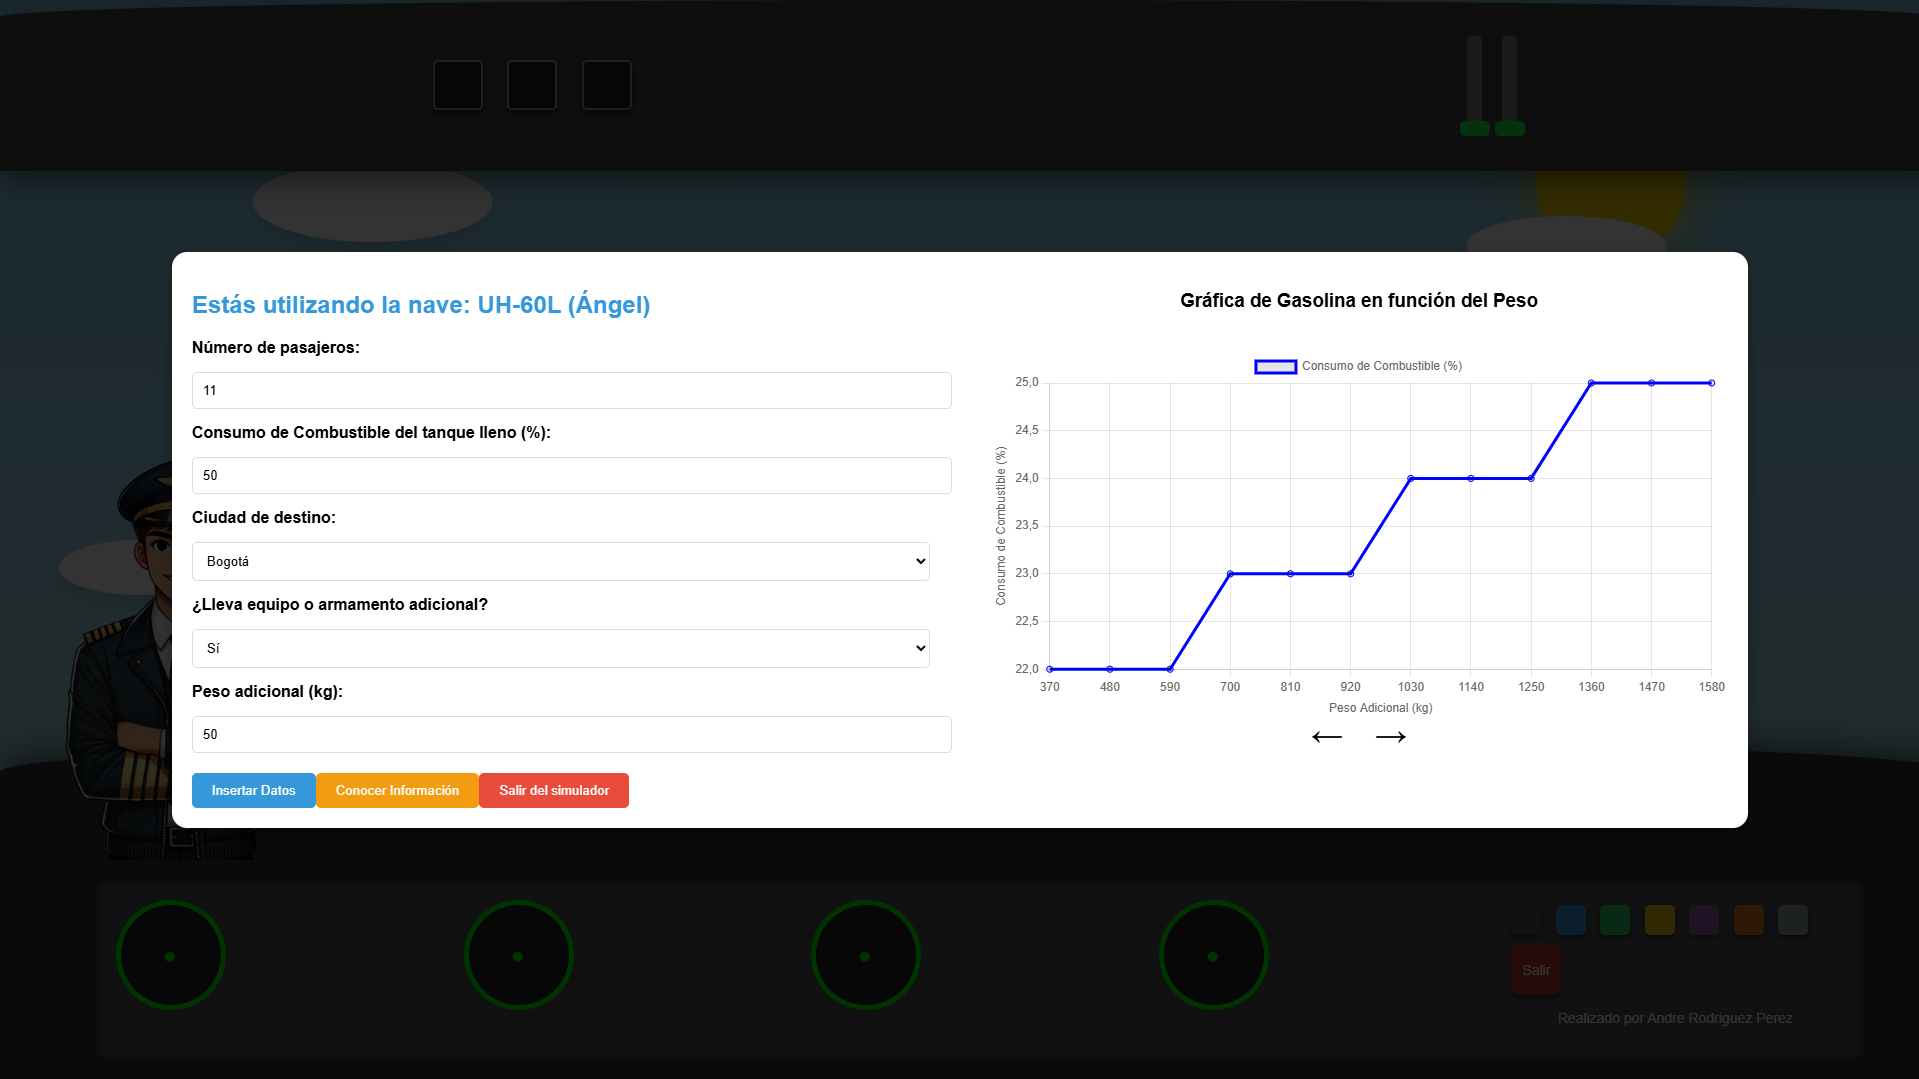 Estás utilizando la nave: UH-60L (Ángel)
Número de pasajeros:
11
Consumo de Combustible del tanque lleno (%):
50
Ciudad de destino:
Bogotá
¿Lleva equipo o armamento adicional?
Sí
Peso adicional (kg):
50
Insertar Datos
Conocer Información
Salir del simulador
Gráfica de Gasolina en función del Peso
Consumo de Combustible (%)
Consumo de Combustible (%)
25,0
24,5
24,0
23,5
23,0
22,5
22,0
370 480 590 700 810 920 1030 1140 1250 1360 1470 1580
Peso Adicional (kg)
← →
Salir
Realizado por Andre Rodriguez Perez